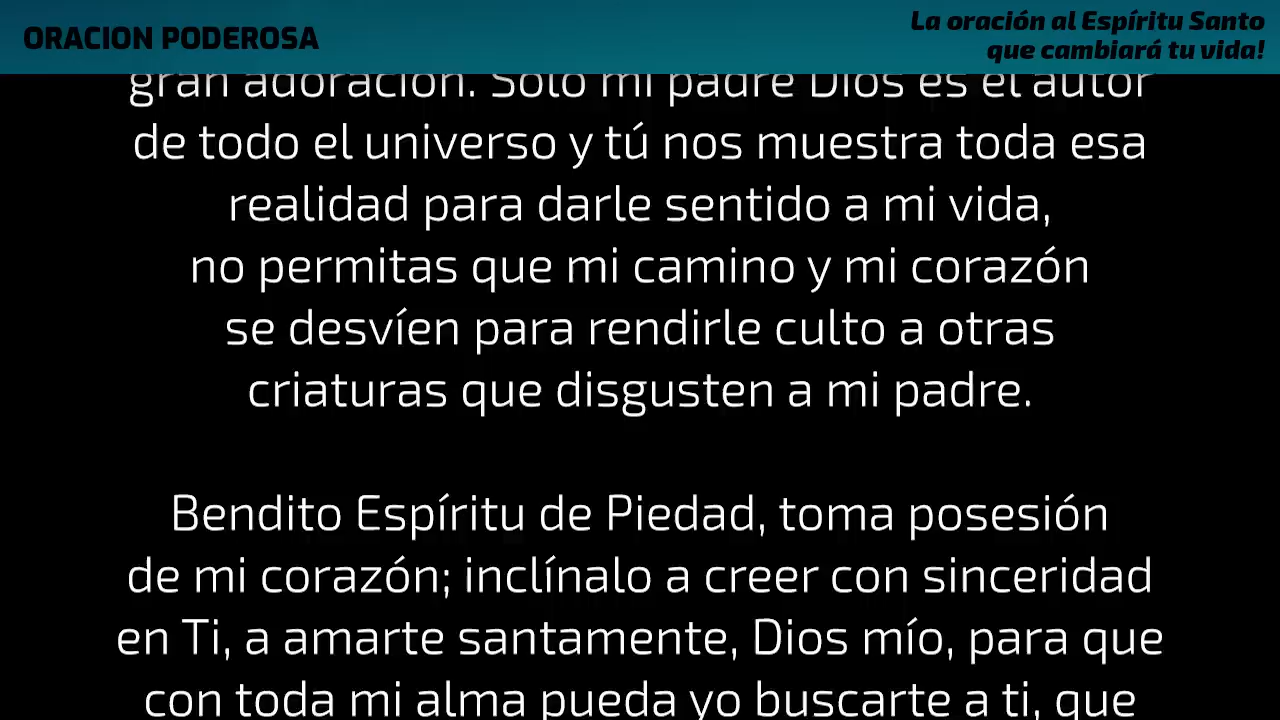 ORACION PODEROSA
La oración al Espíritu Santo
que cambiará tu vida!
gran adoración. Solo mi padre Dios es el autor
de todo el universo y tú nos muestra toda esa
realidad para darle sentido a mi vida,
no permitas que mi camino y mi corazón
se desvíen para rendirle culto a otras
criaturas que disgusten a mi padre.
Bendito Espíritu de Piedad, toma posesión
de mi corazón; inclínalo a creer con sinceridad
en Ti, a amarte santamente, Dios mío, para que
con toda mi alma pueda yo buscarte a ti, que